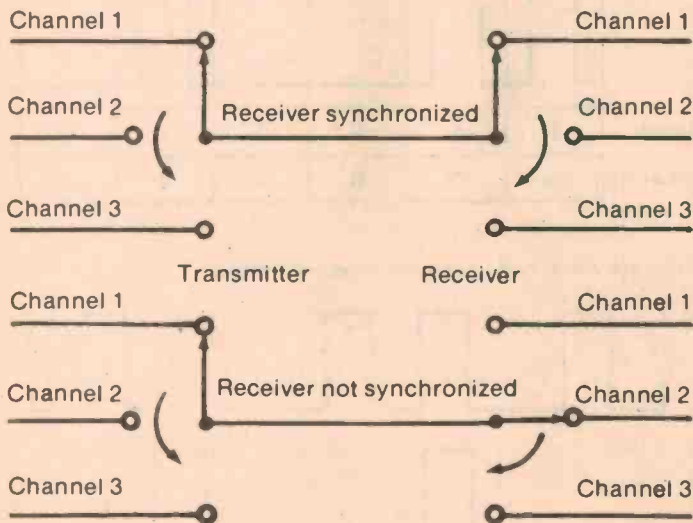 Channel 1
Channel 1
Channel 2
Receiver synchronized
Channel 2
Channel 3
Channel 3
Transmitter
Receiver
Channel 1
Channel 1
Channel 2
Receiver not synchronized
Channel 2
Channel 3
Channel 3